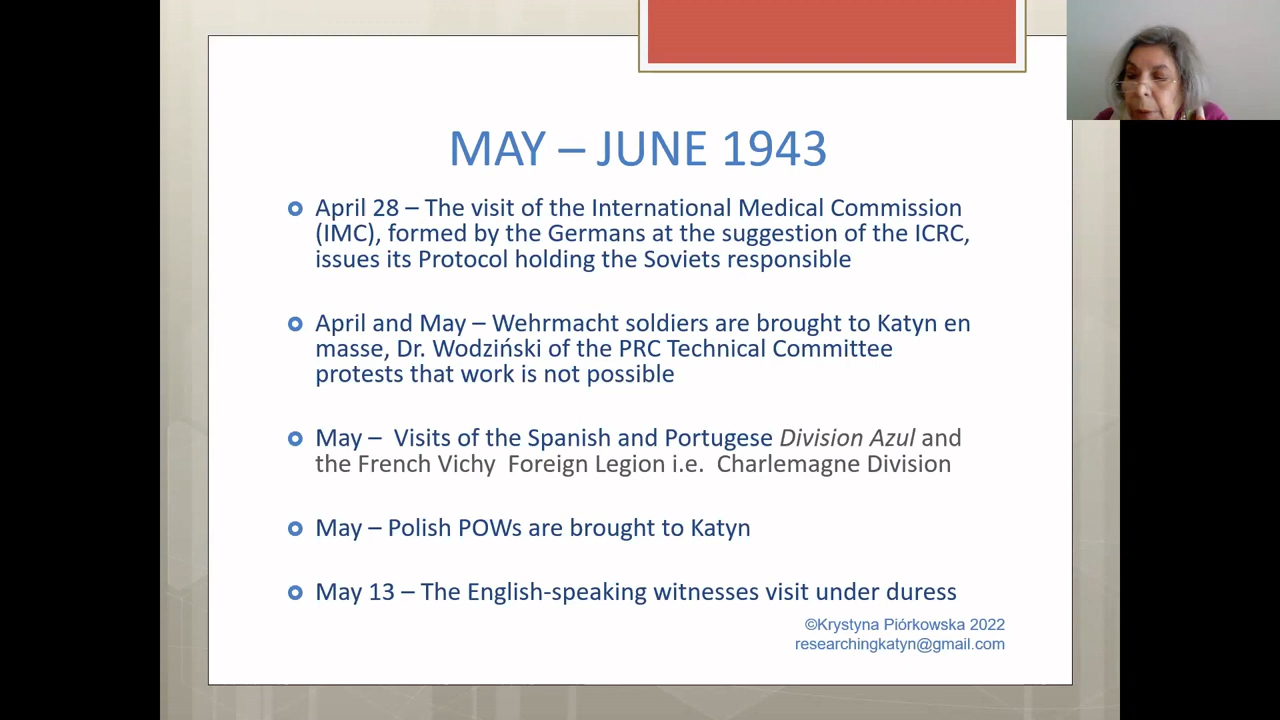 MAY – JUNE 1943
April 28 – The visit of the International Medical Commission
(IMC), formed by the Germans at the suggestion of the ICRC,
issues its Protocol holding the Soviets responsible
April and May – Wehrmacht soldiers are brought to Katyn en
masse, Dr. Wodziński of the PRC Technical Committee
protests that work is not possible
May – Visits of the Spanish and Portugese Division Azul and
the French Vichy Foreign Legion i.e. Charlemagne Division
May – Polish POWs are brought to Katyn
May 13 – The English-speaking witnesses visit under duress
©Krystyna Piórkowska 2022
researchingkatyn@gmail.com